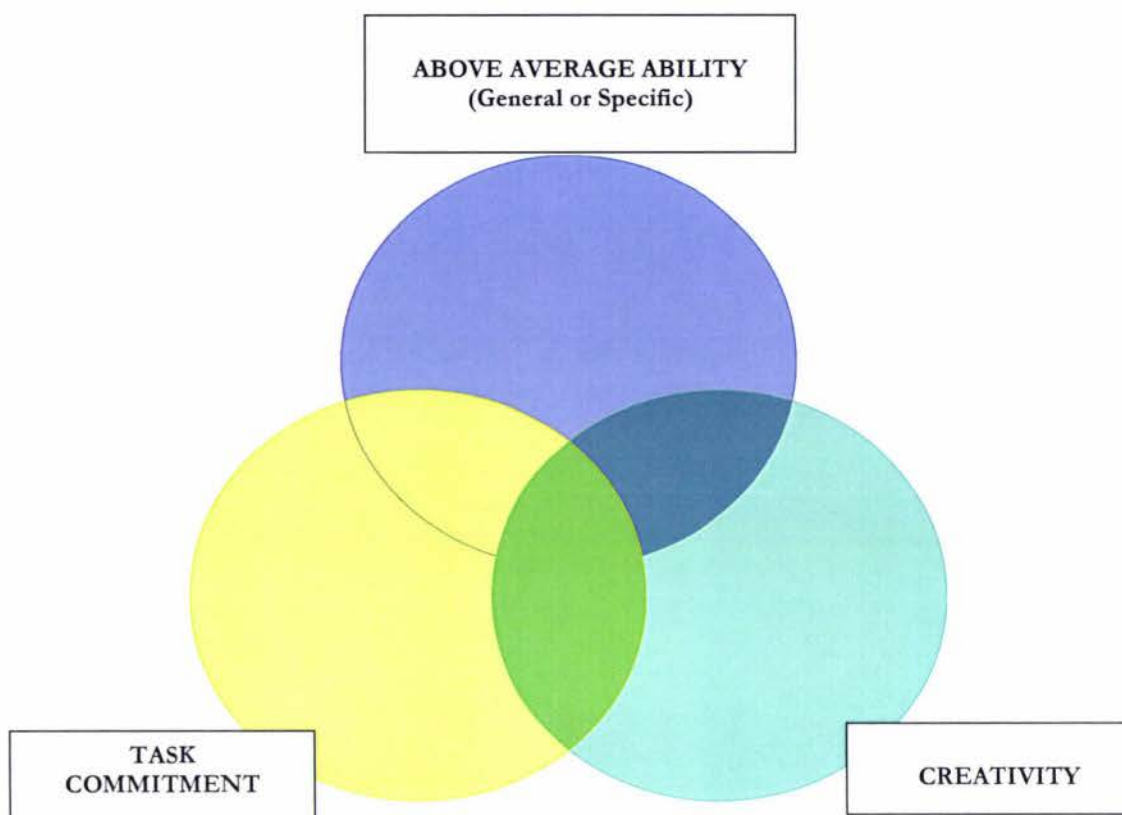 ABOVE AVERAGE ABILITY
(General or Specific)
TASK
COMMITMENT
CREATIVITY